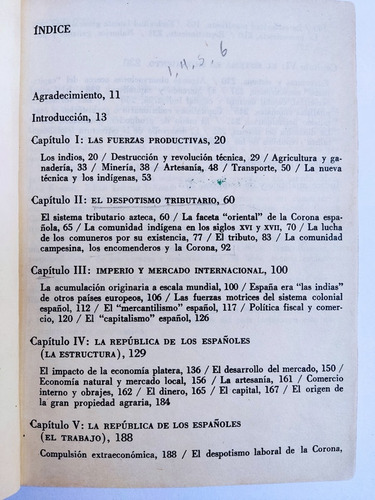 ÍNDICE
1, 4, 5, 6
Agradecimiento, 11
Introducción, 13
Capítulo I: LAS FUERZAS PRODUCTIVAS, 20
Los indios, 20 / Destrucción y revolución técnica, 29 / Agricultura y ga-
nadería, 33 / Minería, 38 / Artesanía, 48 / Transporte, 50 / La nueva
técnica y los indígenas, 53
Capítulo II: EL DESPOTISMO TRIBUTARIO, 60
El sistema tributario azteca, 60 / La faceta "oriental" de la Corona espa-
ñola, 65 / La comunidad indígena en los siglos XVI y XVII, 70 / La lucha
de los comuneros por su existencia, 77 / El tributo, 83 / La comunidad
campesina, los encomenderos y la Corona, 92
Capítulo III: IMPERIO Y MERCADO INTERNACIONAL, 100
La acumulación originaria a escala mundial, 100 / España era "las indias"
de otros países europeos, 106 / Las fuerzas motrices del sistema colonial
español, 112 / El "mercantilismo" español, 117 / Política fiscal y comer-
cio, 120 / El "capitalismo" español, 126
Capítulo IV: LA REPÚBLICA DE LOS ESPAÑOLES
(LA ESTRUCTURA), 129
El impacto de la economía platera, 136 / El desarrollo del mercado, 150 /
Economía natural y mercado local, 156 / La artesanía, 161 / Comercio
interno y obrajes, 162 / El dinero, 165 / El capital, 167 / El origen de
la gran propiedad agraria, 184
Capítulo V: LA REPÚBLICA DE LOS ESPAÑOLES
(EL TRABAJO), 188
Compulsión extraeconómica, 188 / El despotismo laboral de la Corona,